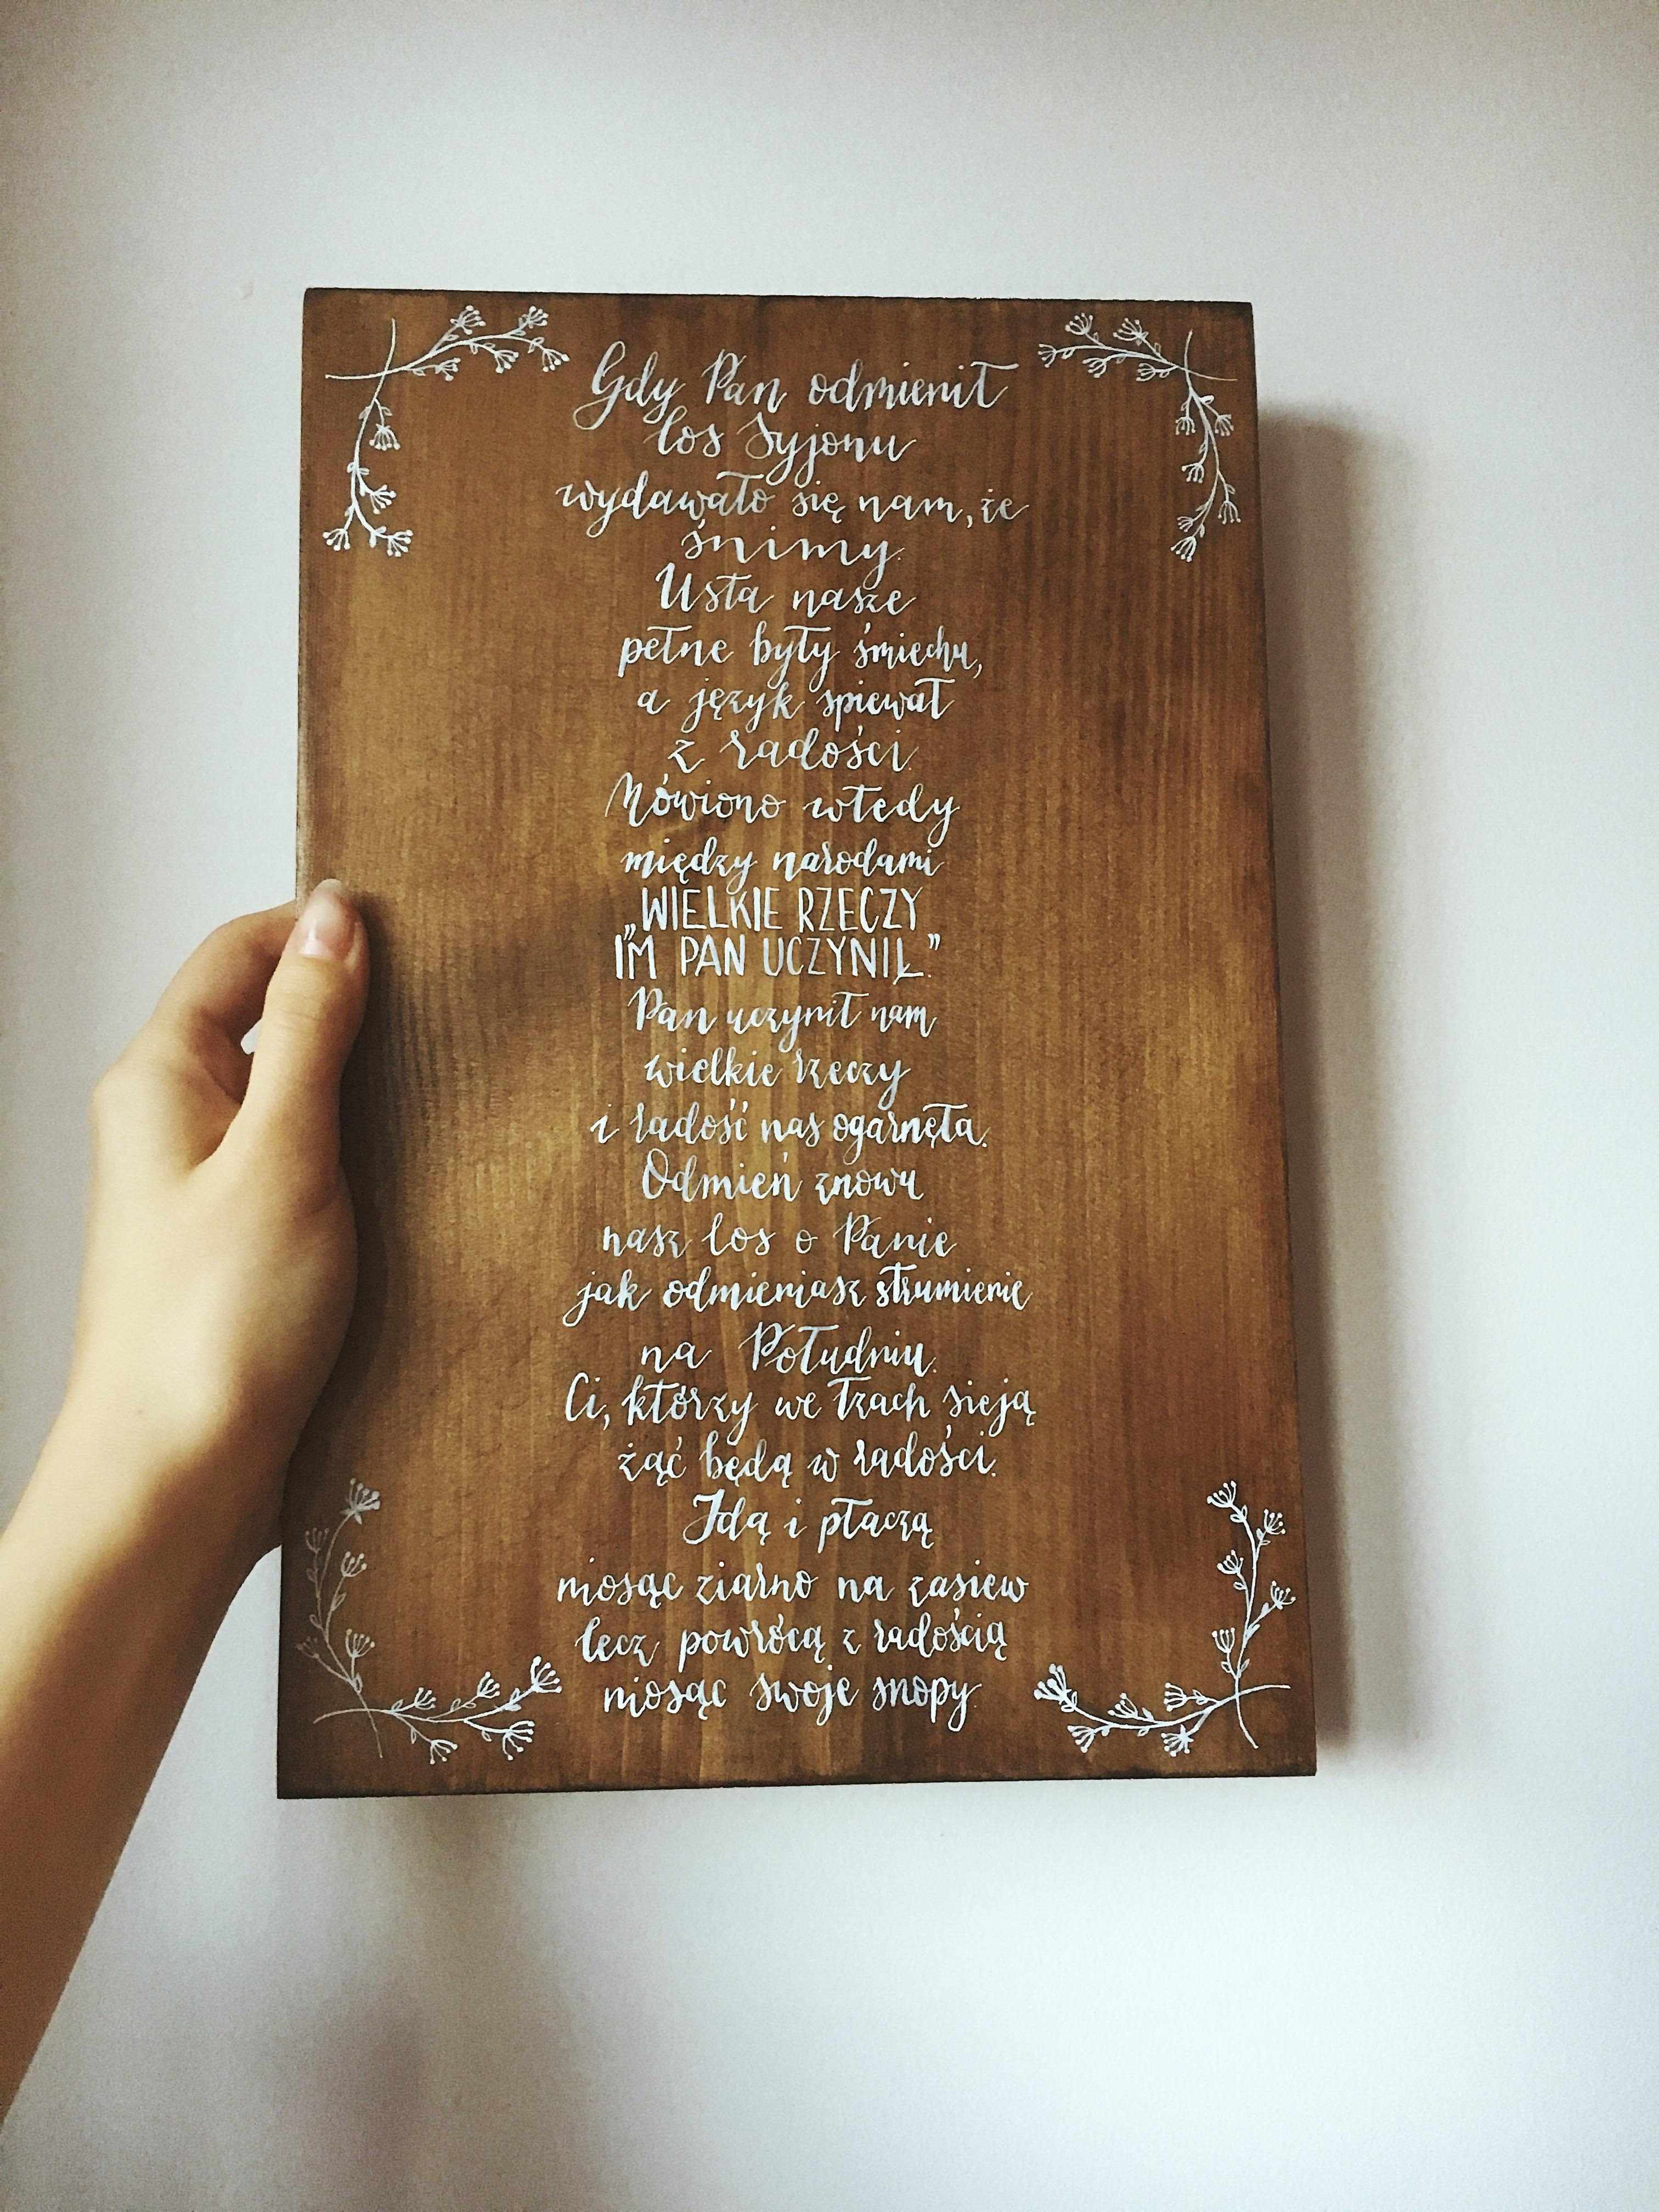 Gdy Pan odmienił
los Syjonu
wydawało się nam, że
śnimy.
Usta nasze
pełne były śmiechu,
a język śpiewał
z radości.
Mówiono wtedy
między narodami
„WIELKIE RZECZY
IM PAN UCZYNIŁ.”
Pan uczynił nam
wielkie rzeczy
i radość nas ogarnęła.
Odmień znowu
nasz los o Panie
jak odmieniasz strumienie
na Południu.
Ci, którzy we łzach sieją
żąć będą w radości.
Idą i płaczą
niosąc ziarno na zasiew
lecz powrócą z radością
niosąc swoje snopy